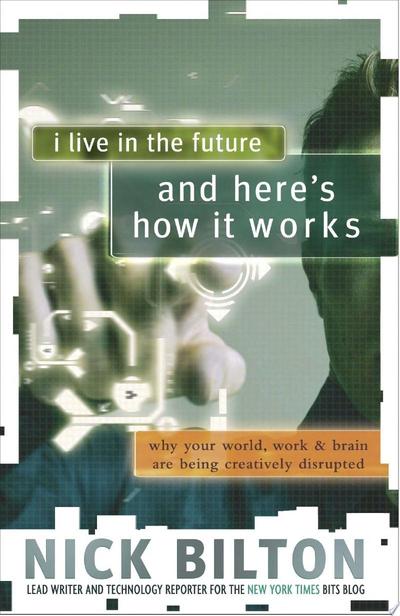 i live in the future
and here's
how it works
why your world, work & brain
are being creatively disrupted
NICK BILTON
LEAD WRITER AND TECHNOLOGY REPORTER FOR THE NEW YORK TIMES BITS BLOG